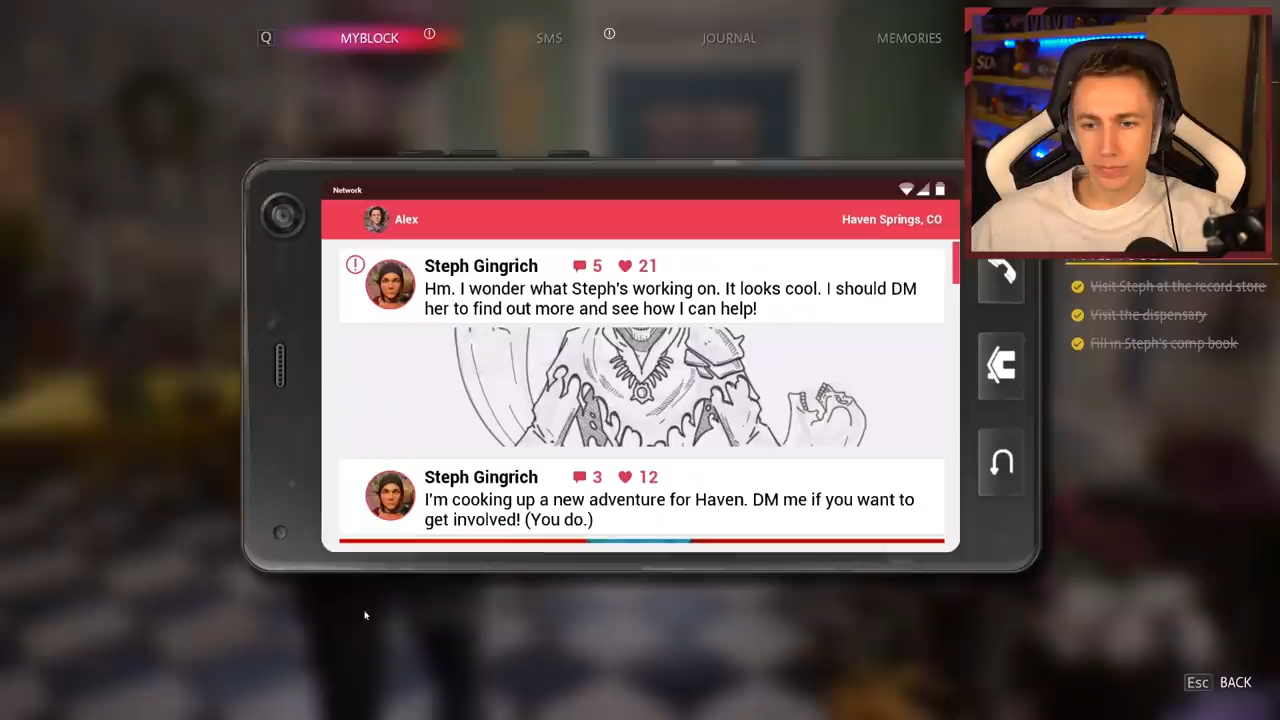 Q
MYBLOCK
SMS
JOURNAL
MEMORIES
Network
Alex
Haven Springs, CO
Steph Gingrich
5
21
Hm. I wonder what Steph's working on. It looks cool. I should DM
her to find out more and see how I can help!
Steph Gingrich
3
12
I'm cooking up a new adventure for Haven. DM me if you want to
get involved! (You do.)
Visit Steph at the record store
Visit the dispensary
Fill in Steph's comp book
Esc BACK